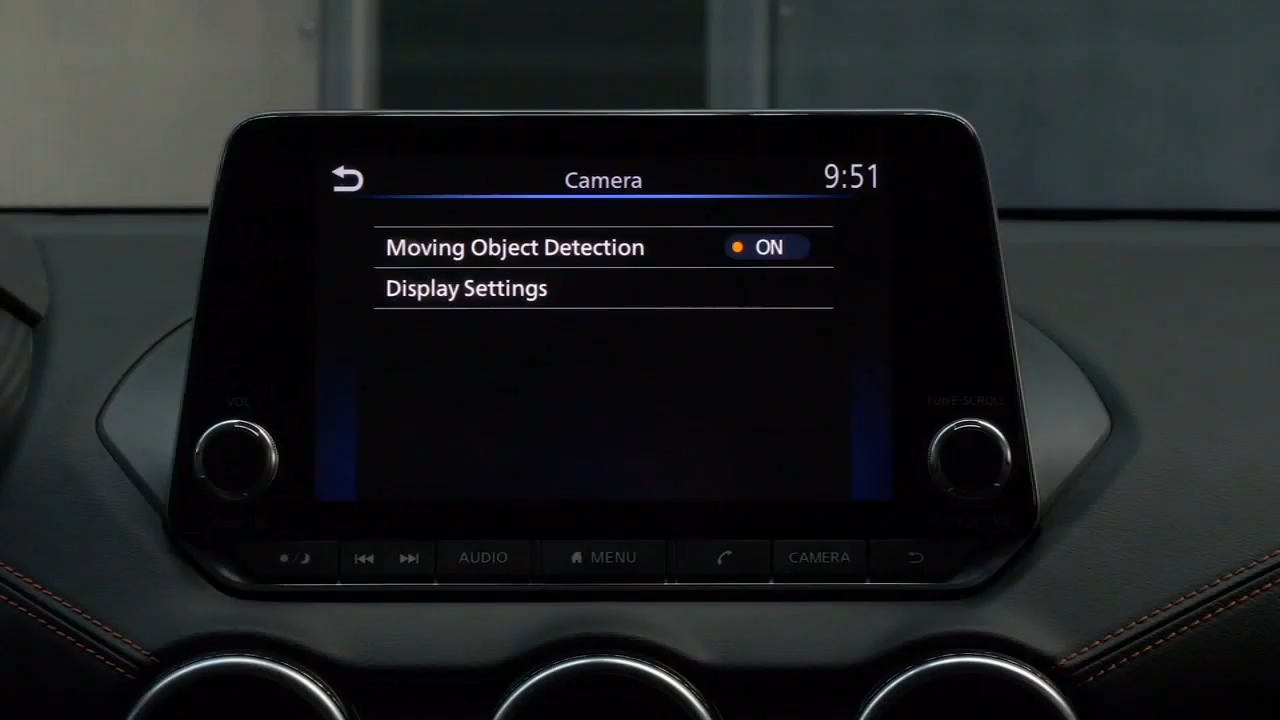 Camera
9:51
Moving Object Detection
ON
Display Settings
VOL
TUNE·SCROLL
AUDIO
MENU
CAMERA